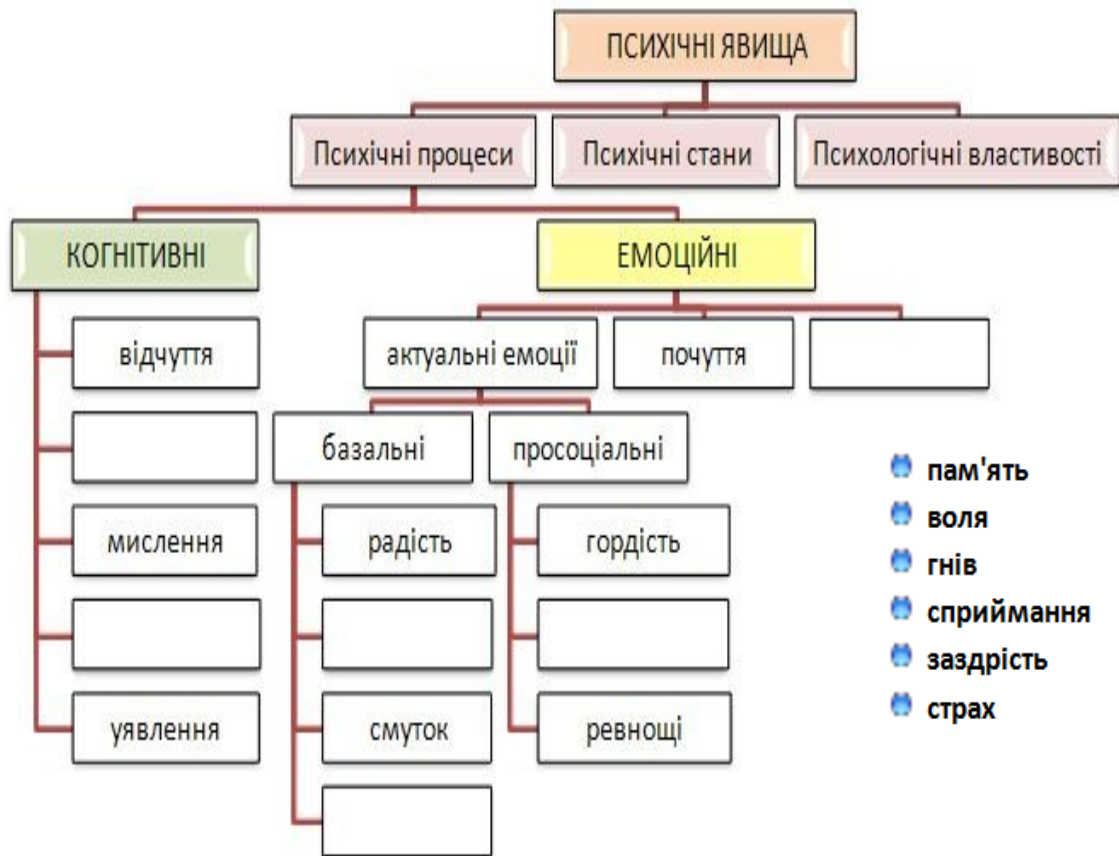 ПСИХІЧНІ ЯВИЩА
Психічні процеси
Психічні стани
Психологічні властивості
КОГНІТИВНІ
ЕМОЦІЙНІ
відчуття
актуальні емоції
почуття
базальні
просоціальні
мислення
радість
гордість
уявлення
смуток
ревнощі
пам'ять
воля
гнів
сприймання
заздрість
страх